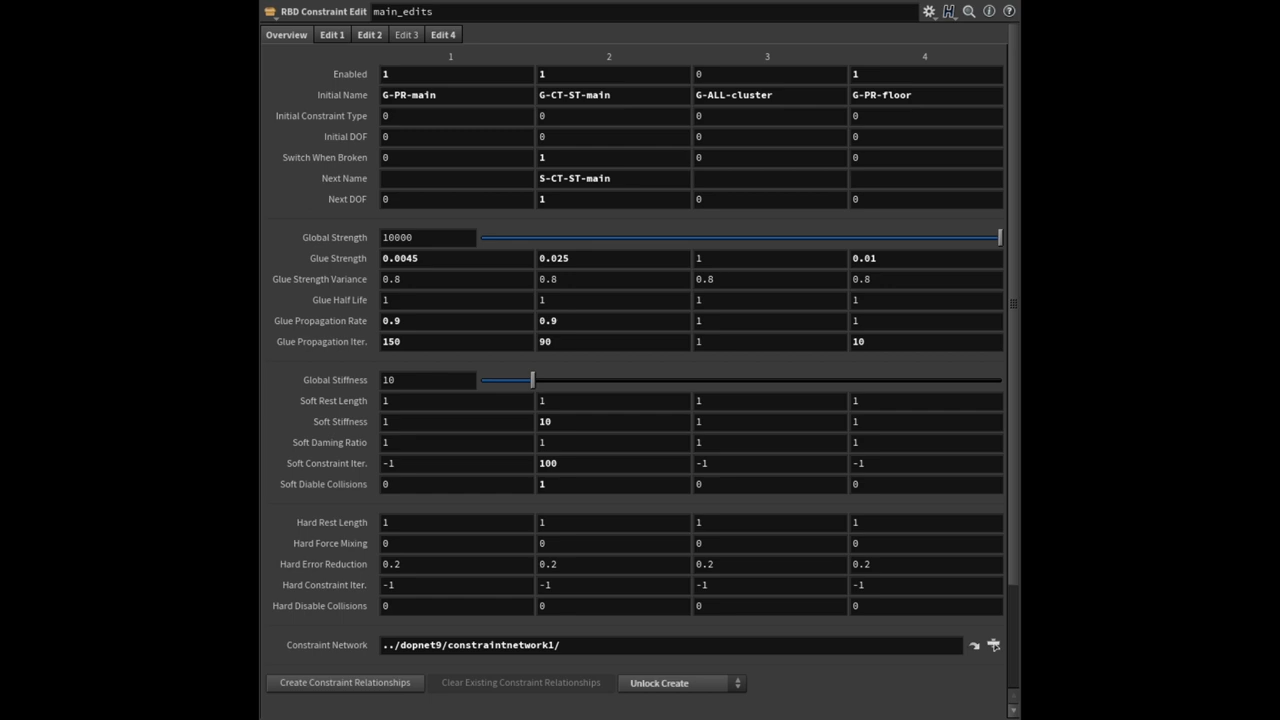 RBD Constraint Edit main_edits
Overview Edit 1 Edit 2 Edit 3 Edit 4
1 2 3 4
Enabled 1 1 0 1
Initial Name G-PR-main G-CT-ST-main G-ALL-cluster G-PR-floor
Initial Constraint Type 0 0 0 0
Initial DOF 0 0 0 0
Switch When Broken 0 1 0 0
Next Name S-CT-ST-main
Next DOF 0 1 0 0
Global Strength 10000
Glue Strength 0.0045 0.025 1 0.01
Glue Strength Variance 0.8 0.8 0.8 0.8
Glue Half Life 1 1 1 1
Glue Propagation Rate 0.9 0.9 1 1
Glue Propagation Iter. 150 90 1 10
Global Stiffness 10
Soft Rest Length 1 1 1 1
Soft Stiffness 1 10 1 1
Soft Daming Ratio 1 1 1 1
Soft Constraint Iter. -1 100 -1 -1
Soft Diable Collisions 0 1 0 0
Hard Rest Length 1 1 1 1
Hard Force Mixing 0 0 0 0
Hard Error Reduction 0.2 0.2 0.2 0.2
Hard Constraint Iter. -1 -1 -1 -1
Hard Disable Collisions 0 0 0 0
Constraint Network ../dopnet9/constraintnetwork1/
Create Constraint Relationships Clear Existing Constraint Relationships Unlock Create